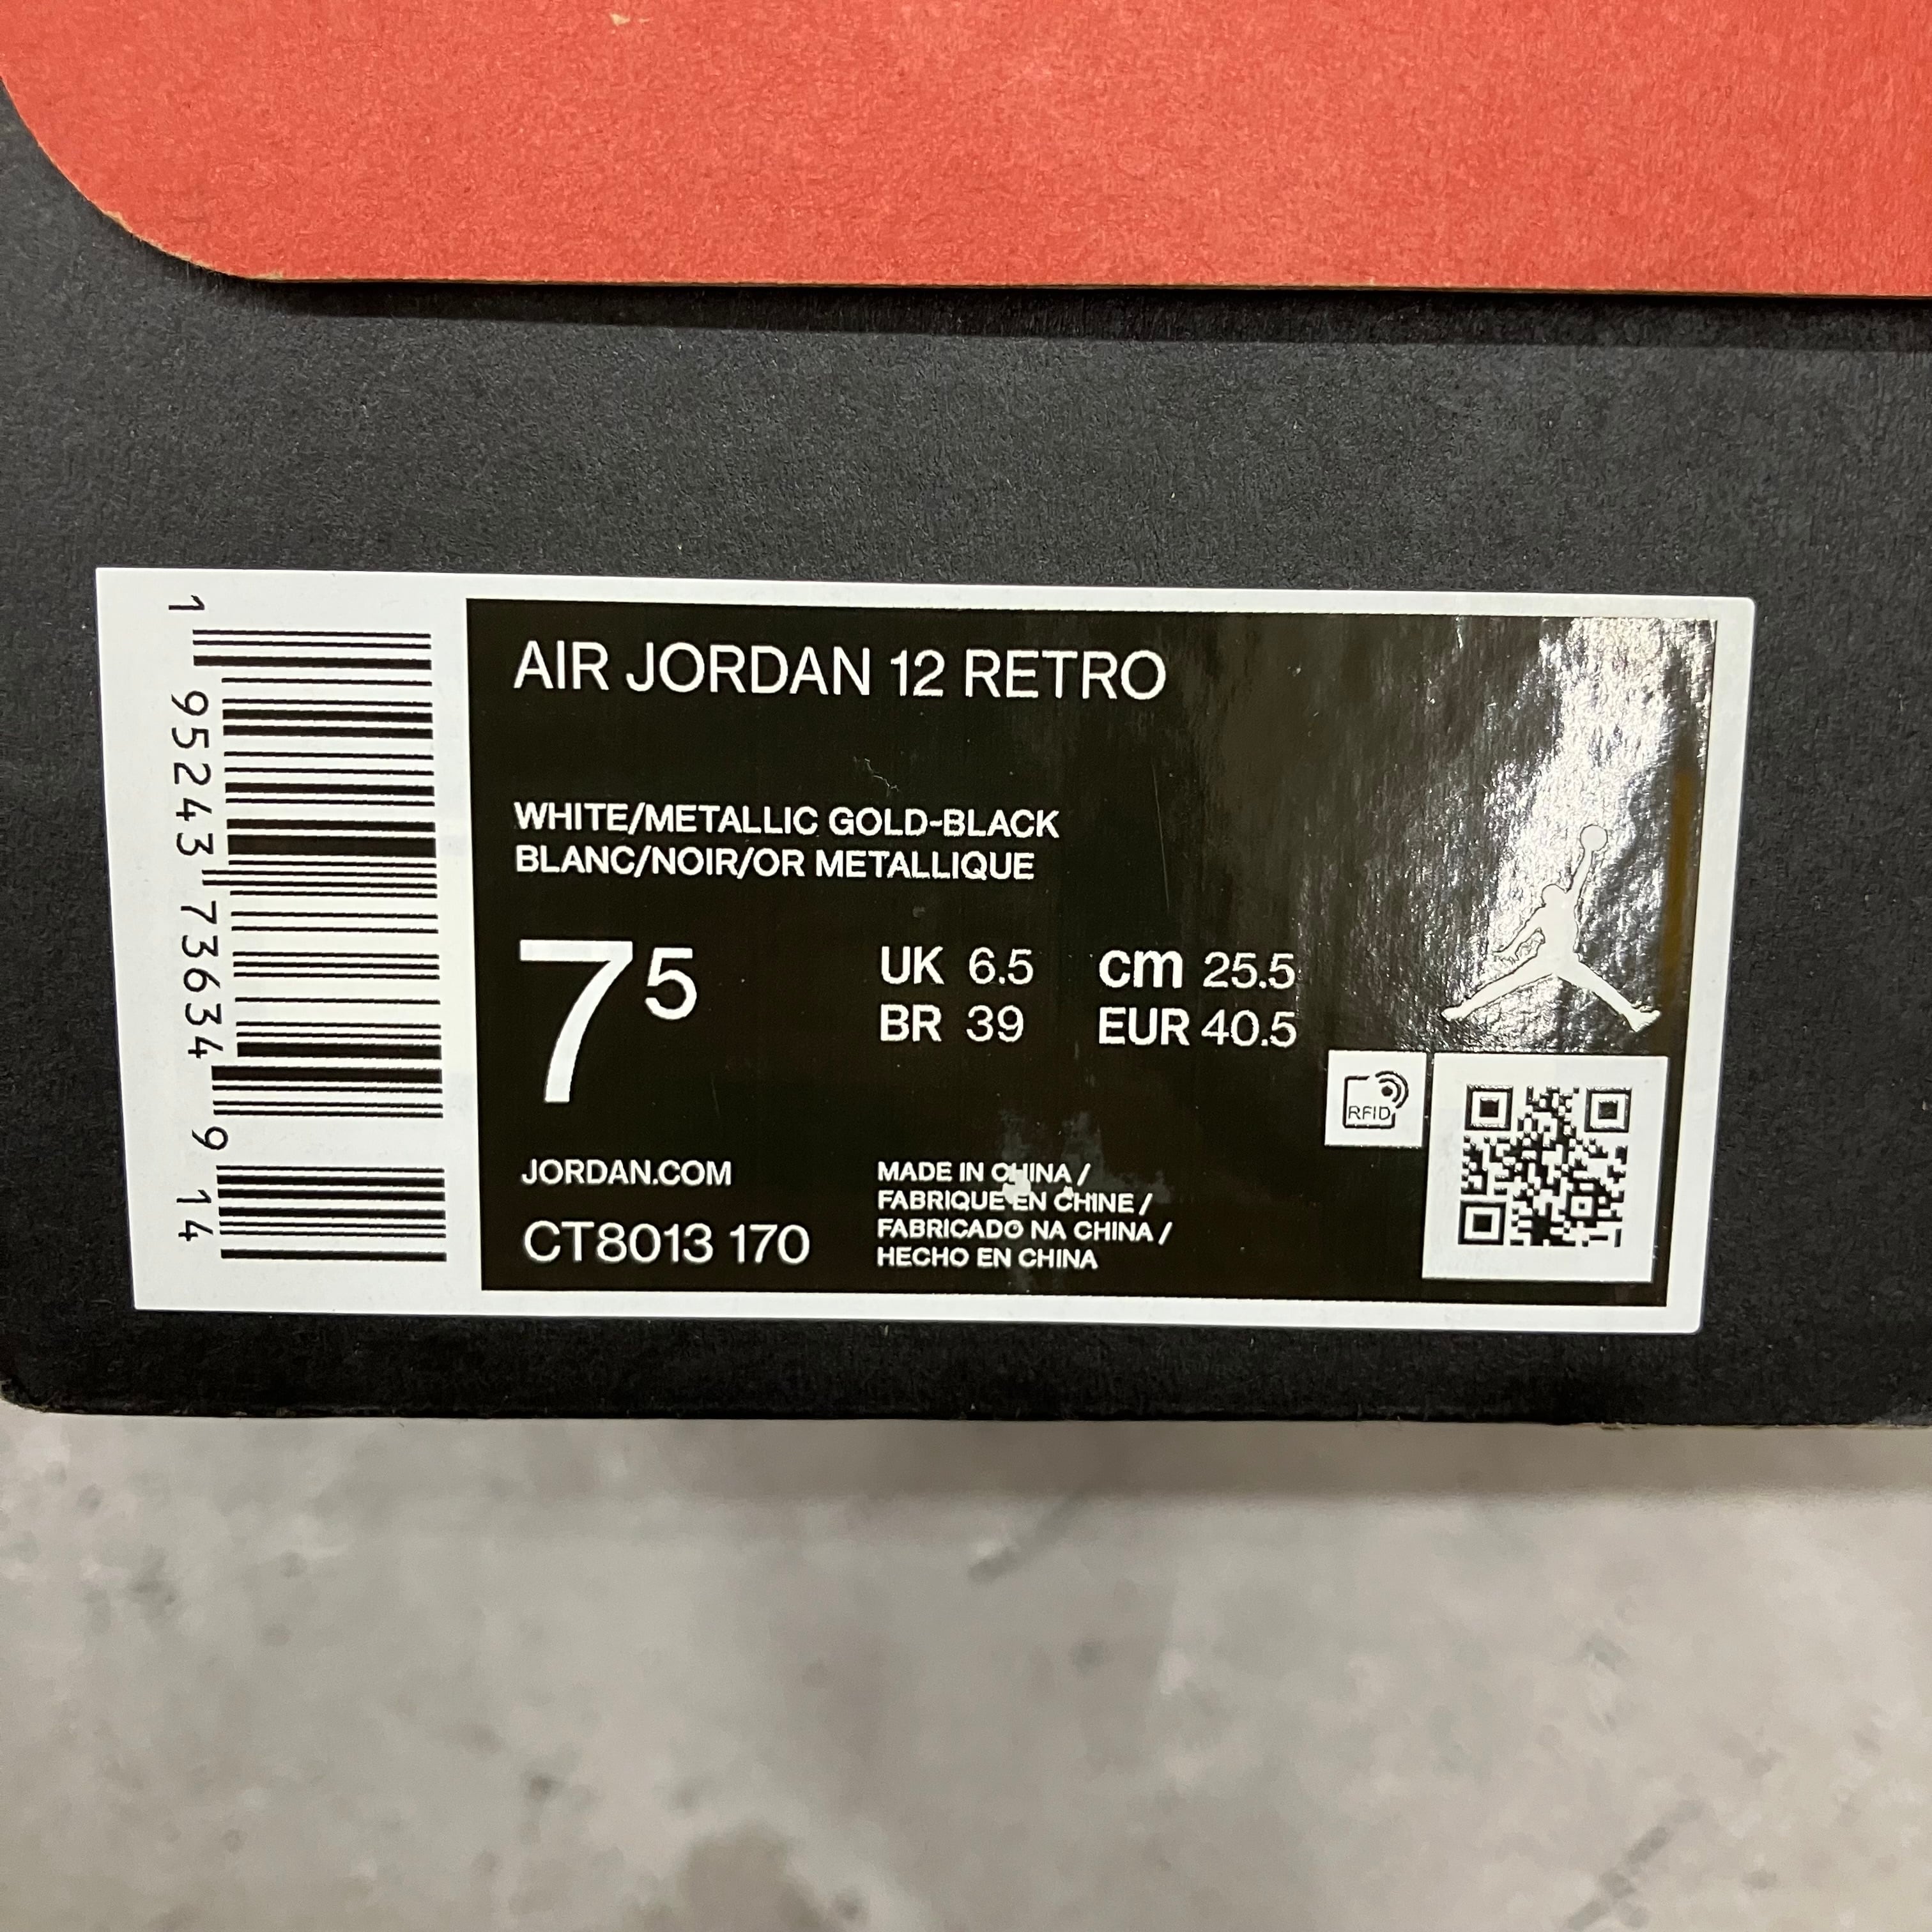 AIR JORDAN 12 RETRO
WHITE/METALLIC GOLD-BLACK
BLANC/NOIR/OR METALLIQUE
7⁵
UK 6.5 cm 25.5
BR 39 EUR 40.5
RFID
JORDAN.COM
CT8013 170
MADE IN CHINA /
FABRIQUE EN CHINE /
FABRICADO NA CHINA /
HECHO EN CHINA
1 95243 73634 9 14